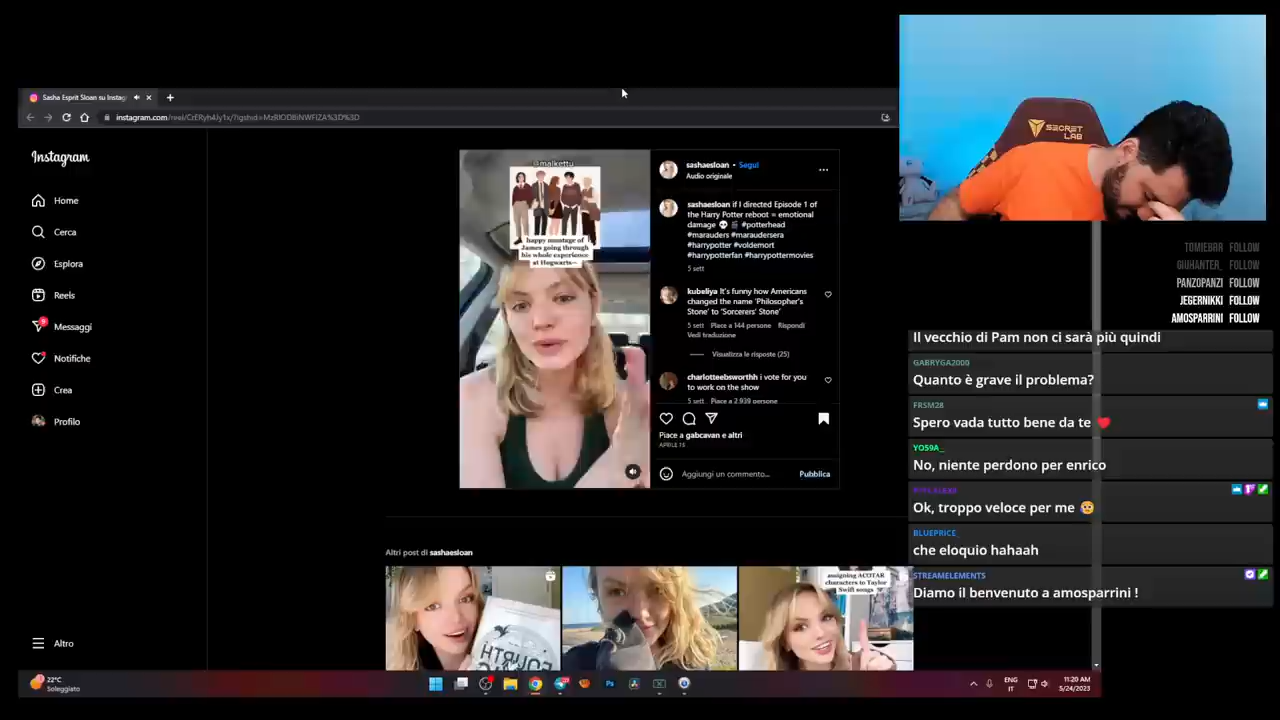 Sasha Esprit Sloan su Instag
instagram.com/reel/
Instagram
Home
Cerca
Esplora
Reels
Messaggi
Notifiche
Crea
Profilo
Altro
@malkettu
happy montage of
James going through
his whole experience
at Hogwarts—
sashaesloan • Segui
Audio originale
sashaesloan if I directed Episode 1 of
the Harry Potter reboot = emotional
damage 💀 🎬 #potterhead
#marauders #maraudersera
#harrypotter #voldemort
#harrypotterfan #harrypottermovies
5 sett
kubeliya It's funny how Americans
changed the name 'Philosopher's
Stone' to 'Sorcerers' Stone'
5 sett Piace a 144 persone Rispondi
Vedi traduzione
Visualizza le risposte (25)
charlotteebsworthh i vote for you
to work on the show
5 sett Piace a 2.939 persone
Piace a gabcavan e altri
APRILE 15
Aggiungi un commento...
Pubblica
Altri post di sashaesloan
FOURTH
assigning ACOTAR
characters to Taylor
Swift songs
SECRET
LAB
TOMIEBAR FOLLOW
GIUHANTER_ FOLLOW
PANZOPANZI FOLLOW
JEGERNIKKI FOLLOW
AMOSPARRINI FOLLOW
Il vecchio di Pam non ci sarà più quindi
GABRYGA2000
Quanto è grave il problema?
FRSM28
Spero vada tutto bene da te ❤️
YO59A_
No, niente perdono per enrico
Ok, troppo veloce per me 😢
BLUEPRICE_
che eloquio hahaah
STREAMELEMENTS
Diamo il benvenuto a amosparrini !
22°C
Soleggiato
Ps
ENG
IT
11:20 AM
5/24/2023